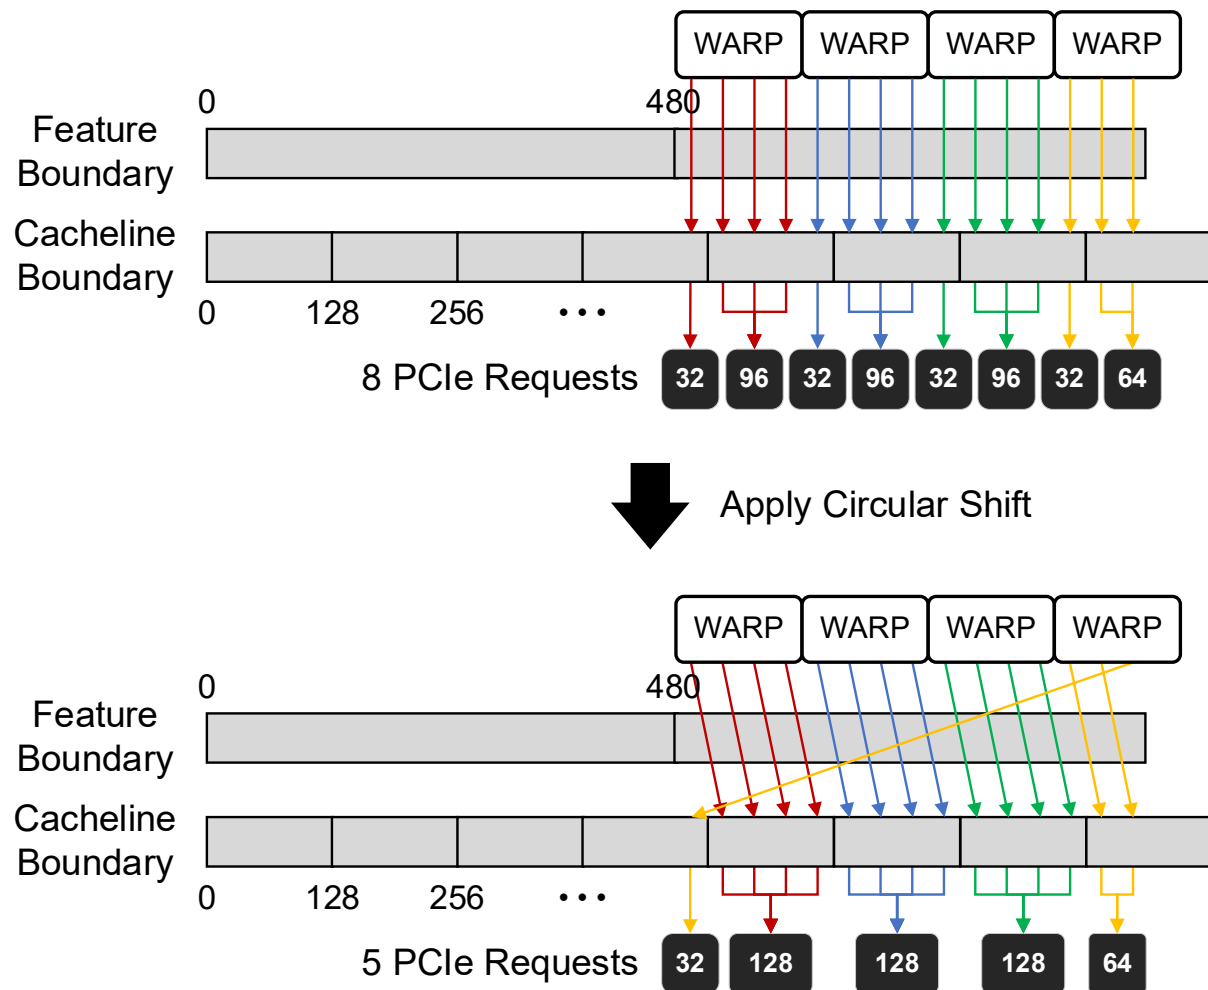 WARP WARP WARP WARP
0 480
Feature
Boundary
Cacheline
Boundary
0 128 256 • • •
8 PCIe Requests 32 96 32 96 32 96 32 64
Apply Circular Shift
WARP WARP WARP WARP
0 480
Feature
Boundary
Cacheline
Boundary
0 128 256 • • •
5 PCIe Requests 32 128 128 128 64